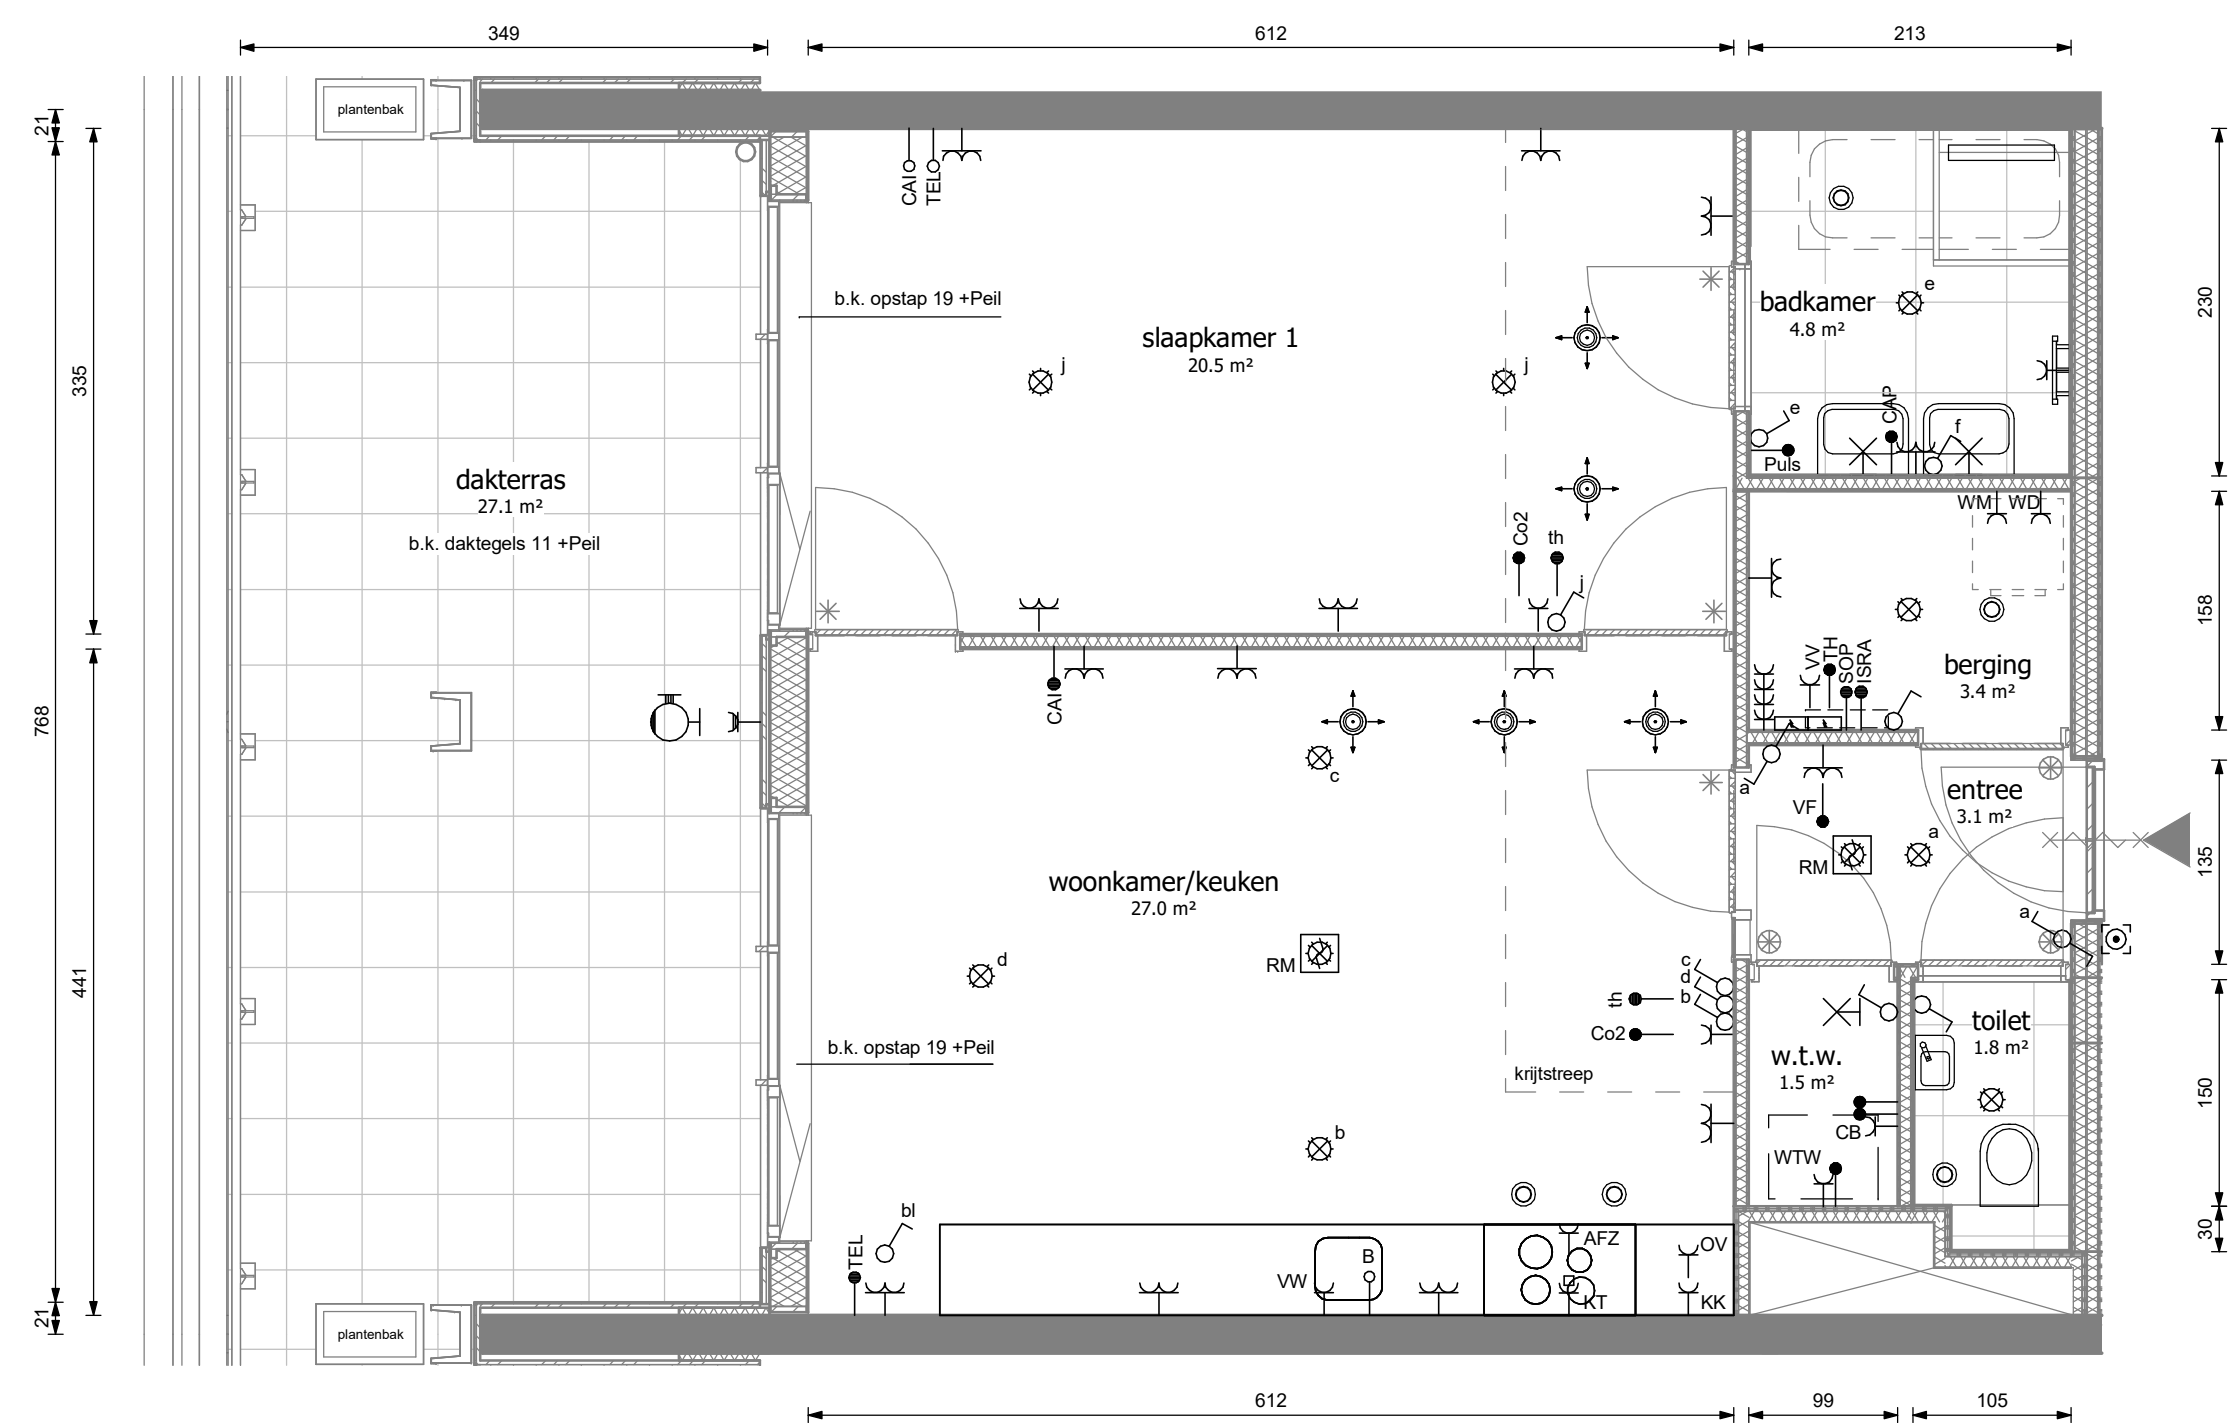 349
612
213
21
plantenbak
CAI
TEL
335
768
b.k. opstap 19 +Peil
slaapkamer 1
20.5 m²
j
j
badkamer
4.8 m²
e
230
e
Puls
CAP
f
dakterras
27.1 m²
b.k. daktegels 11 +Peil
Co2
th
j
WM
WD
158
berging
3.4 m²
VV
TH
SOP
ISRA
CAI
c
a
VF
entree
3.1 m²
a
RM
135
a
woonkamer/keuken
27.0 m²
RM
d
441
c
d
b
th
Co2
b.k. opstap 19 +Peil
krijtstreep
toilet
1.8 m²
w.t.w.
1.5 m²
150
CB
WTW
b
bl
TEL
B
VW
AFZ
KT
OV
KK
30
21
plantenbak
612
99
105